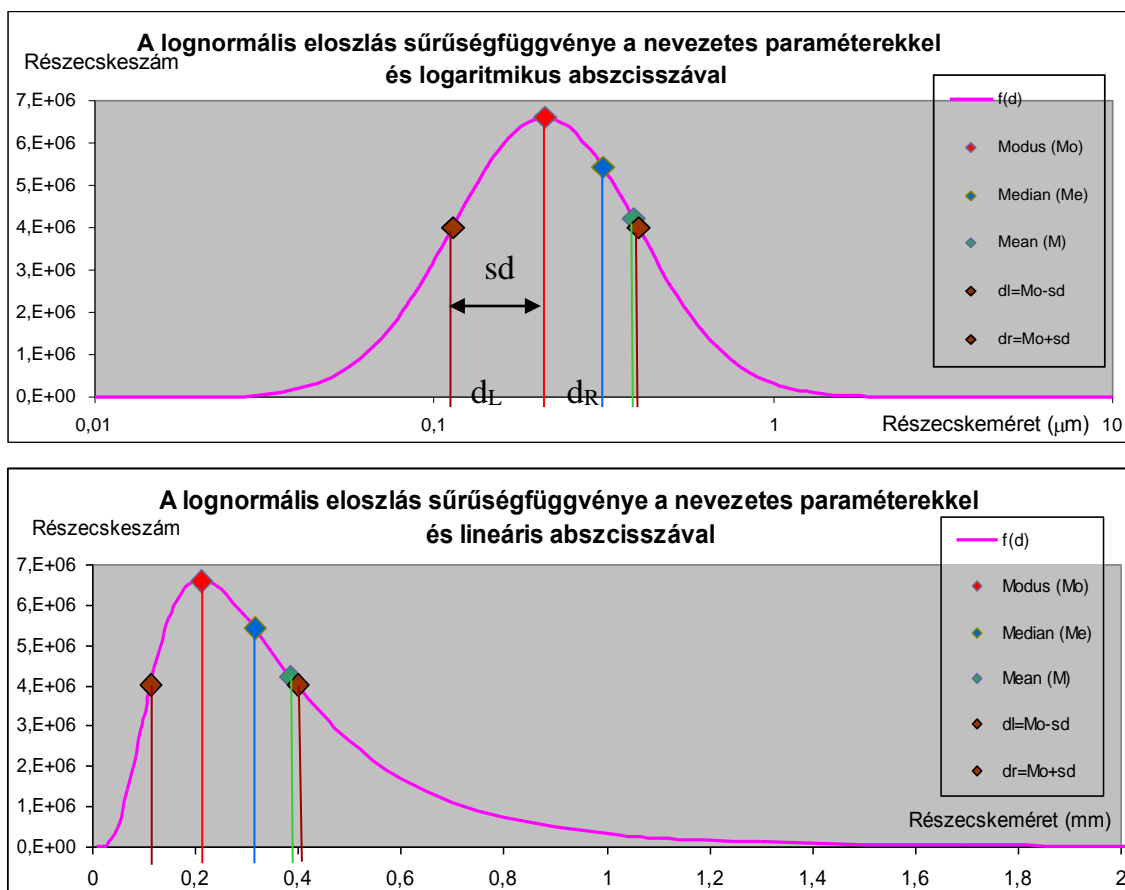 A lognormális eloszlás sűrűségfüggvénye a nevezetes paraméterekkel
és logaritmikus abszcisszával
Részecskeszám
7,E+06
6,E+06
5,E+06
4,E+06
3,E+06
2,E+06
1,E+06
0,E+00
sd
dL
dR
0,01
0,1
1
10
Részecskeméret (μm)
f(d)
Modus (Mo)
Median (Me)
Mean (M)
dl=Mo-sd
dr=Mo+sd
A lognormális eloszlás sűrűségfüggvénye a nevezetes paraméterekkel
és lineáris abszcisszával
Részecskeszám
7,E+06
6,E+06
5,E+06
4,E+06
3,E+06
2,E+06
1,E+06
0,E+00
0
0,2
0,4
0,6
0,8
1
1,2
1,4
1,6
1,8
2
Részecskeméret (mm)
f(d)
Modus (Mo)
Median (Me)
Mean (M)
dl=Mo-sd
dr=Mo+sd